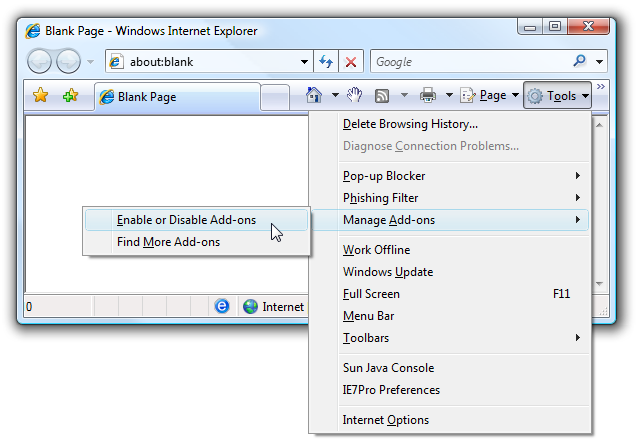 Blank Page - Windows Internet Explorer
about:blank
Google
Blank Page
Page
Tools
Delete Browsing History...
Diagnose Connection Problems...
Pop-up Blocker
Phishing Filter
Manage Add-ons
Enable or Disable Add-ons
Find More Add-ons
Work Offline
Windows Update
Full Screen F11
Menu Bar
Toolbars
Sun Java Console
IE7Pro Preferences
Internet Options
0
Internet